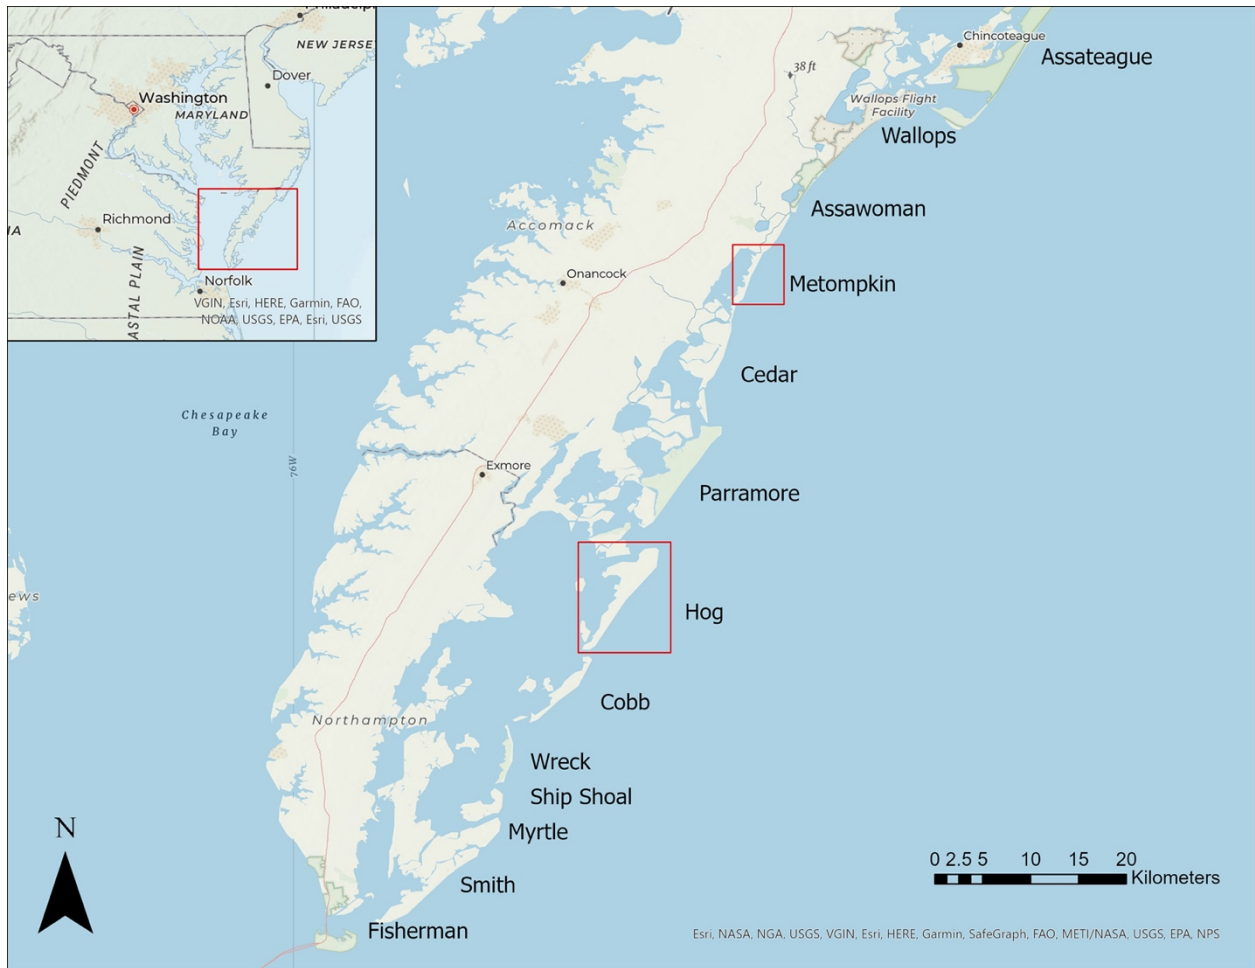 Philadelp
NEW JERSE
Dover
Washington
MARYLAND
PIEDMONT
Richmond
IA
ASTAL PLAIN
Norfolk
VGIN, Esri, HERE, Garmin, FAO,
NOAA, USGS, EPA, Esri, USGS
Chincoteague
Assateague
38 ft
Wallops Flight
Facility
Wallops
Assawoman
Accomack
Onancock
Metompkin
Cedar
Chesapeake
Bay
76W
Exmore
Parramore
ews
Hog
Cobb
Northampton
Wreck
Ship Shoal
Myrtle
Smith
Fisherman
N
0 2.5 5 10 15 20
Kilometers
Esri, NASA, NGA, USGS, VGIN, Esri, HERE, Garmin, SafeGraph, FAO, METI/NASA, USGS, EPA, NPS